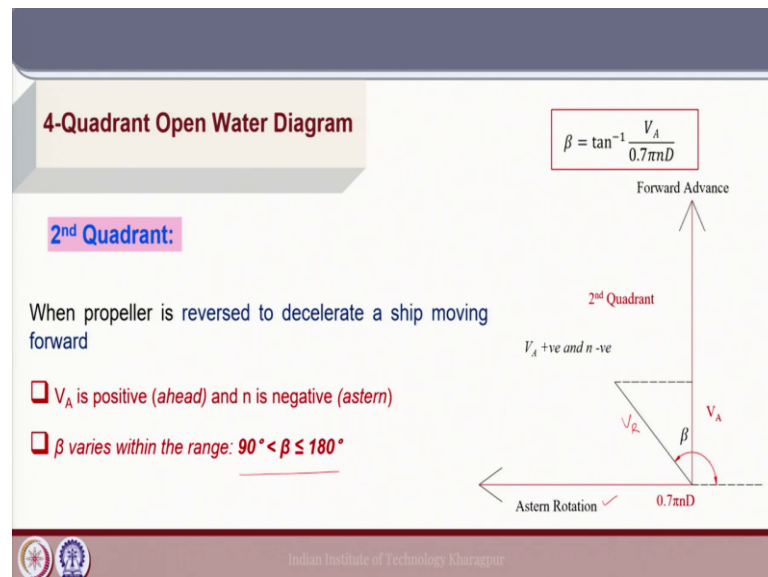 4-Quadrant Open Water Diagram
β = tan⁻¹ V_A / 0.7πnD
Forward Advance
2nd Quadrant:
2nd Quadrant
When propeller is reversed to decelerate a ship moving
forward
V_A +ve and n -ve
V_A is positive (ahead) and n is negative (astern)
V_R
V_A
β
β varies within the range: 90° < β ≤ 180°
Astern Rotation
0.7πnD
Indian Institute of Technology Kharagpur